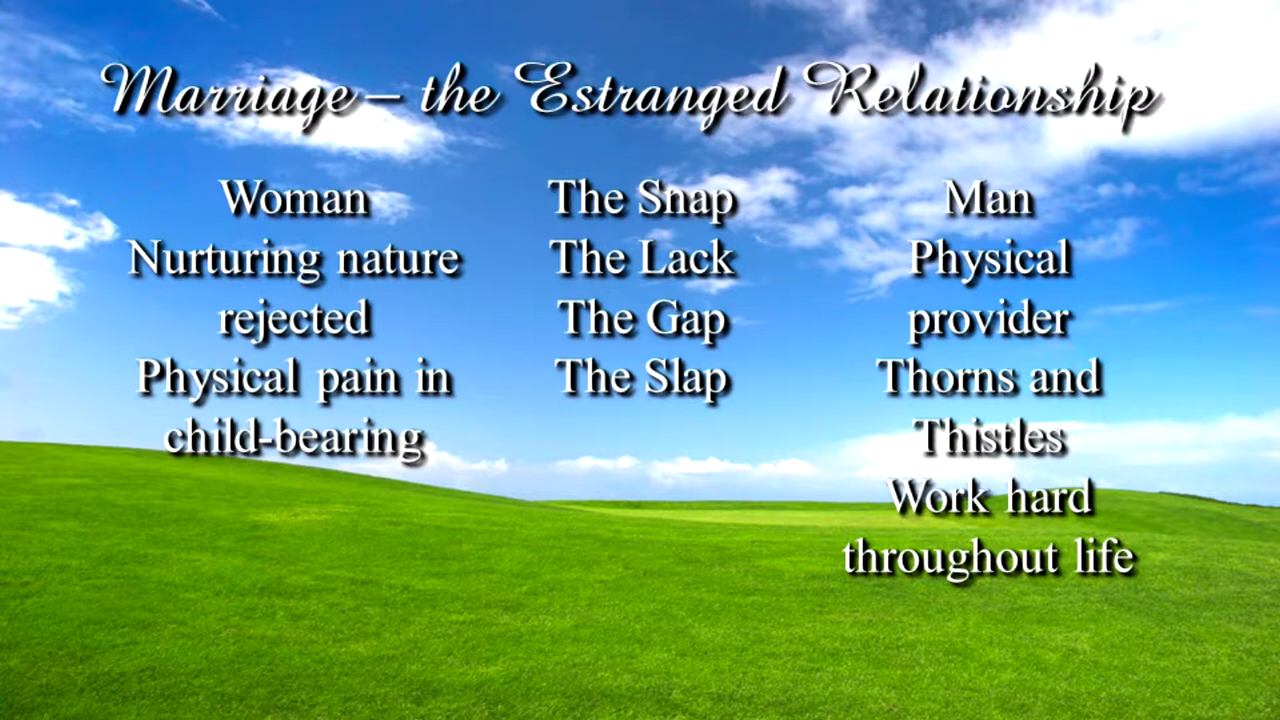 Marriage – the Estranged Relationship
Woman
Nurturing nature
rejected
Physical pain in
child-bearing
The Snap
The Lack
The Gap
The Slap
Man
Physical
provider
Thorns and
Thistles
Work hard
throughout life